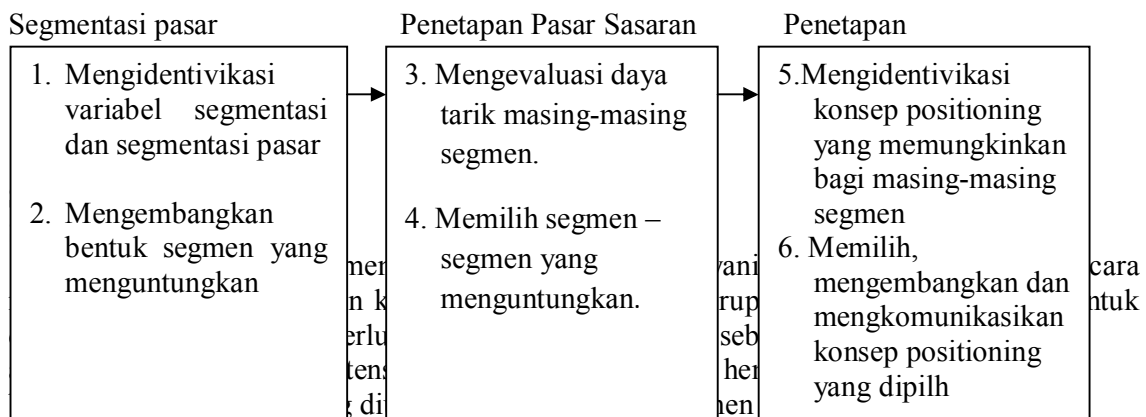 Segmentasi pasar
Penetapan Pasar Sasaran
Penetapan
1. Mengidentivikasi
variabel segmentasi
dan segmentasi pasar
2. Mengembangkan
bentuk segmen yang
menguntungkan
3. Mengevaluasi daya
tarik masing-masing
segmen.
4. Memilih segmen –
segmen yang
menguntungkan.
5.Mengidentivikasi
konsep positioning
yang memungkinkan
bagi masing-masing
segmen
6. Memilih,
mengembangkan dan
mengkomunikasikan
konsep positioning
yang dipilh